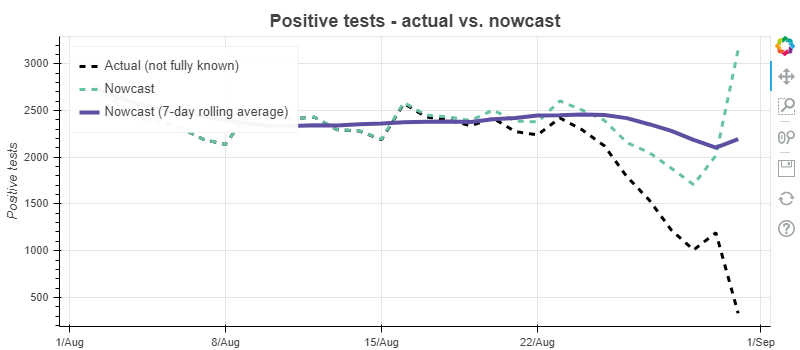 Positive tests - actual vs. nowcast
Actual (not fully known)
Nowcast
Nowcast (7-day rolling average)
Positive tests
3000
2500
2000
1500
1000
500
1/Aug
8/Aug
15/Aug
22/Aug
1/Sep